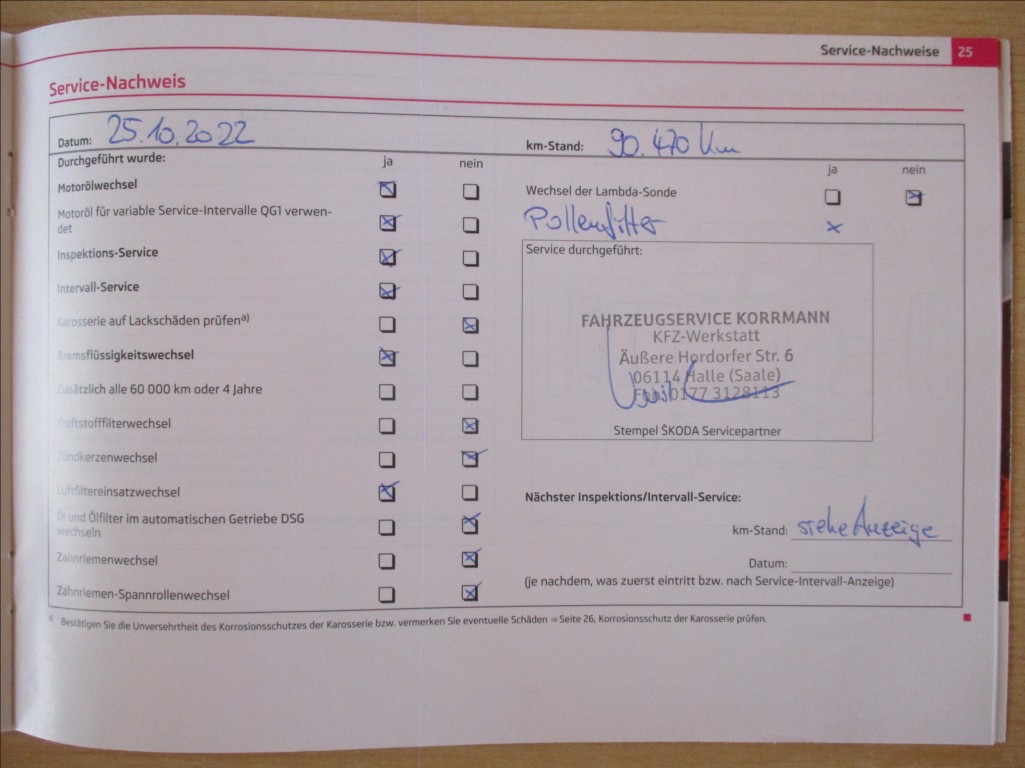 Service-Nachweise 25
Service-Nachweis
Datum: 25.10.2022
km-Stand: 90.470 km
Durchgeführt wurde: ja nein
ja nein
Motorölwechsel
Wechsel der Lambda-Sonde
Motoröl für variable Service-Intervalle QG1 verwen-
det
Pollenfilter x
Inspektions-Service
Service durchgeführt:
Intervall-Service
Karosserie auf Lackschäden prüfen a)
FAHRZEUGSERVICE KORRMANN
KFZ-Werkstatt
Äußere Hordorfer Str. 6
06114 Halle (Saale)
0177 3128113
Stempel ŠKODA Servicepartner
Bremsflüssigkeitswechsel
Zusätzlich alle 60 000 km oder 4 Jahre
Kraftstofffilterwechsel
Zündkerzenwechsel
Luftfiltereinsatzwechsel
Öl und Ölfilter im automatischen Getriebe DSG
wechseln
Zahnriemenwechsel
Zahnriemen-Spannrollenwechsel
Nächster Inspektions/Intervall-Service:
km-Stand: siehe Anzeige
Datum:
(je nachdem, was zuerst eintritt bzw. nach Service-Intervall-Anzeige)
a) Bestätigen Sie die Unversehrtheit des Korrosionsschutzes der Karosserie bzw. vermerken Sie eventuelle Schäden ⇒ Seite 26, Korrosionsschutz der Karosserie prüfen.